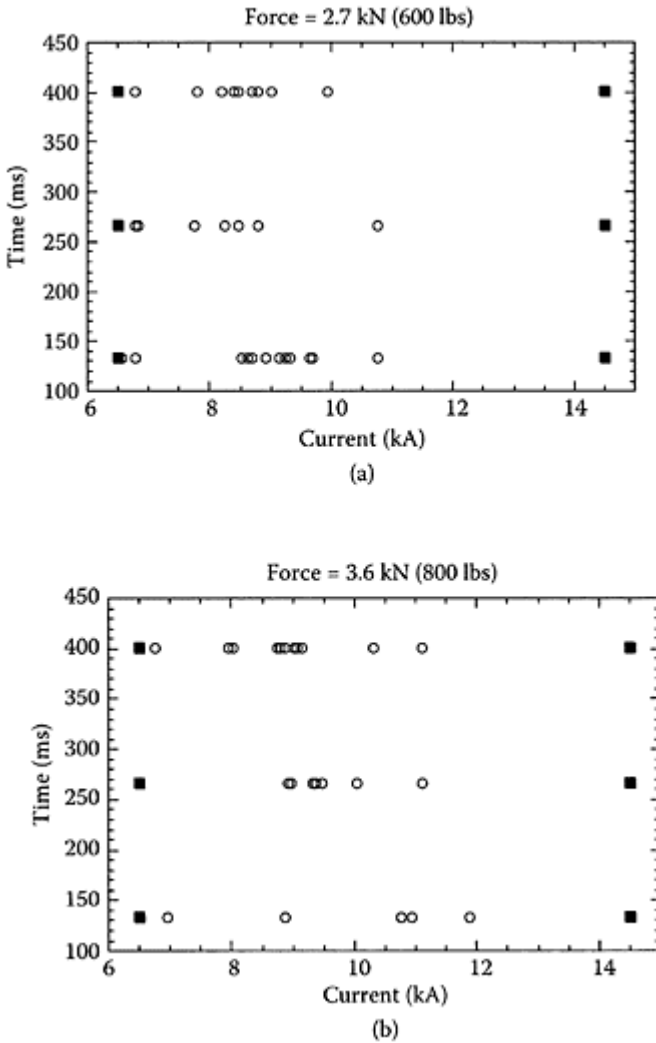 Force = 2.7 kN (600 lbs)
450
400
350
300
250
200
150
100
Time (ms)
6 8 10 12 14
Current (kA)
(a)
Force = 3.6 kN (800 lbs)
450
400
350
300
250
200
150
100
Time (ms)
6 8 10 12 14
Current (kA)
(b)